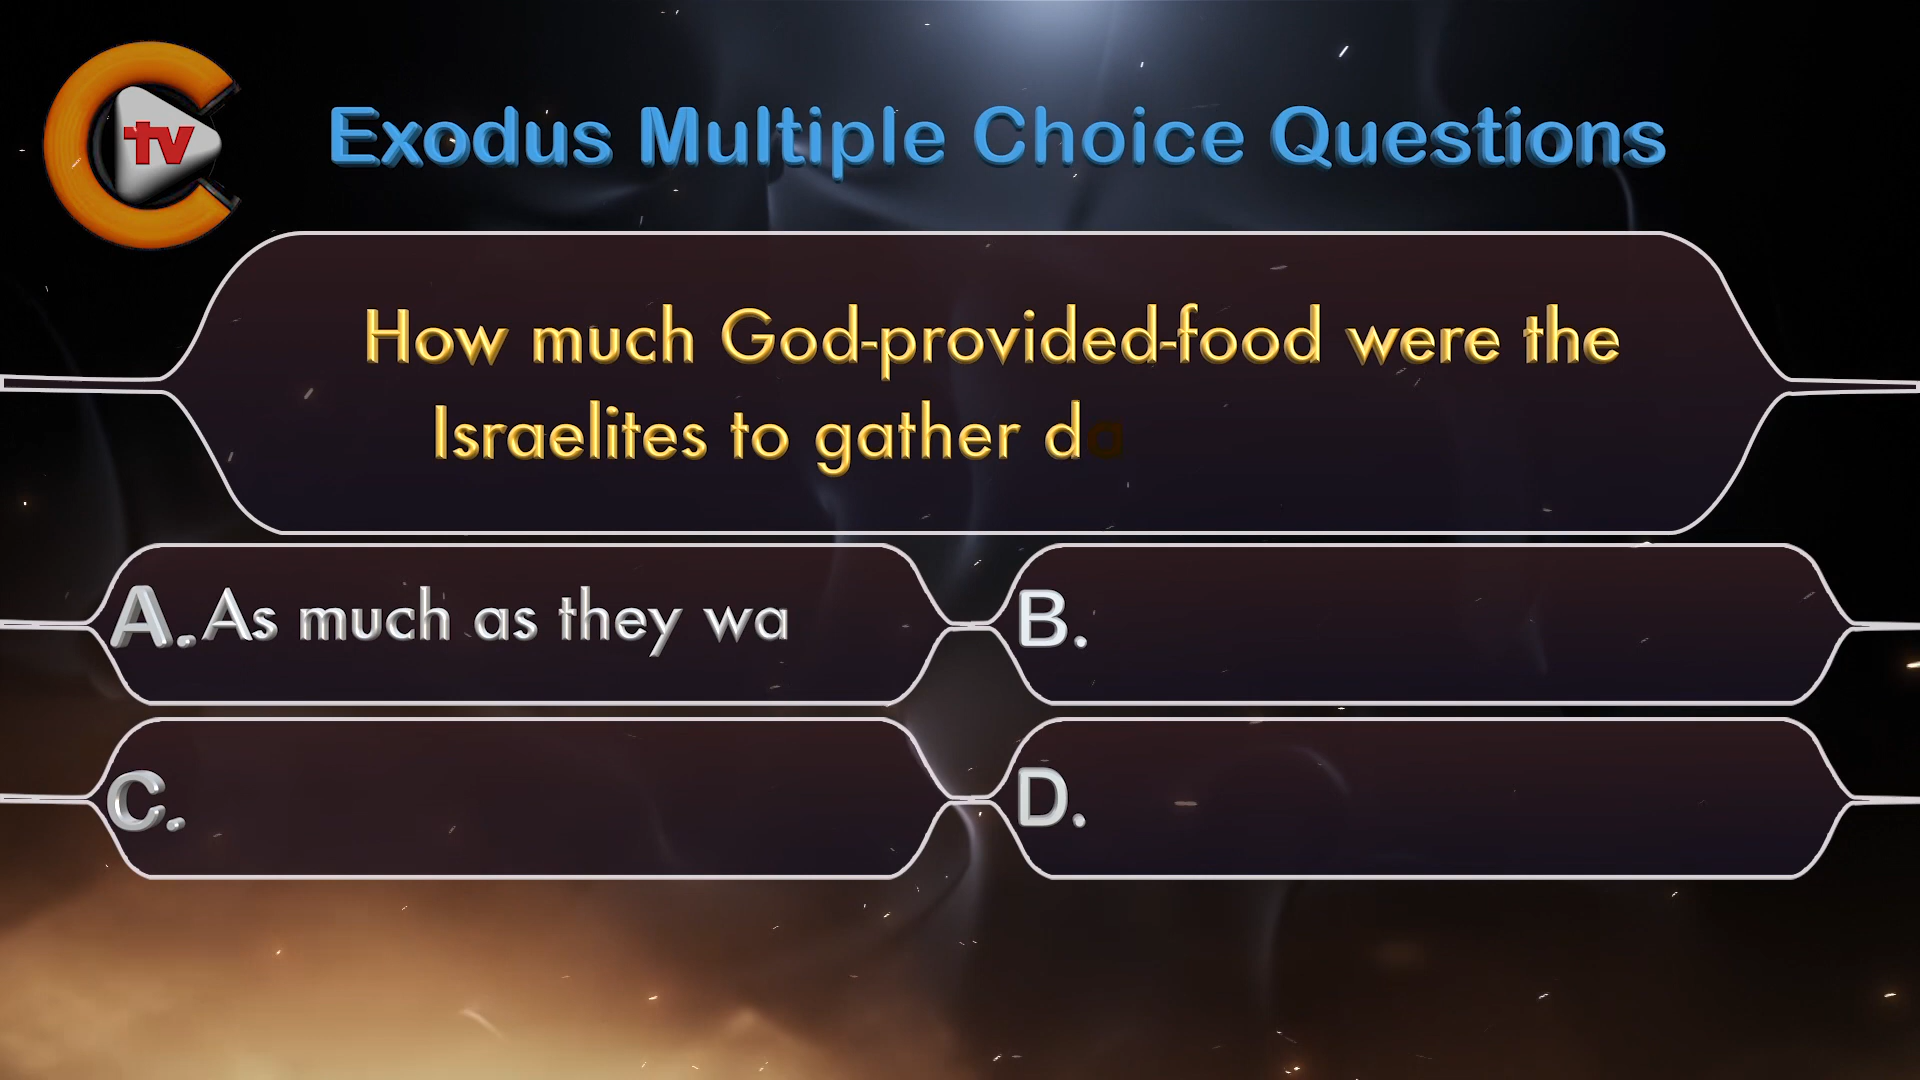 tv
Exodus Multiple Choice Questions
How much God-provided-food were the
Israelites to gather da
A. As much as they wa
B.
C.
D.